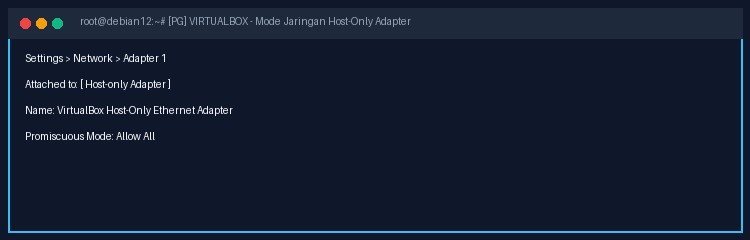 root@debian12:~# [PG] VIRTUALBOX - Mode Jaringan Host-Only Adapter
Settings > Network > Adapter 1
Attached to: [ Host-only Adapter ]
Name: VirtualBox Host-Only Ethernet Adapter
Promiscuous Mode: Allow All